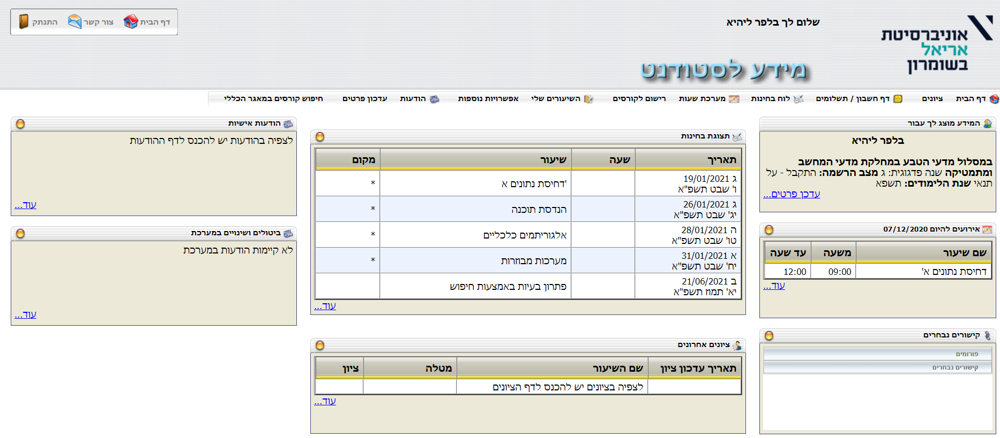 אוניברסיטת
אריאל
בשומרון
שלום לך בלפר ליהיא
מידע לסטודנט
דף הבית
צור קשר
התנתק
דף הבית
ציונים
דף חשבון / תשלומים
לוח בחינות
מערכת שעות
רישום לקורסים
השיעורים שלי
אפשרויות נוספות
הודעות
עדכון פרטים
חיפוש קורסים במאגר הכללי
המידע מוצג לך עבור
בלפר ליהיא
במסלול מדעי הטבע במחלקת מדעי המחשב
ומתמטיקה שנה פדגוגית: ג מצב הרשמה: התקבל - על
תנאי שנת הלימודים: תשפא
עדכן פרטים...
אירועים להיום 07/12/2020
שם שיעור משעה עד שעה
דחיסת נתונים א' 09:00 12:00
עוד...
קישורים נבחרים
פורומים
קישורים נבחרים
תצוגת בחינות
תאריך שעה שיעור מקום
ג 19/01/2021
ו' שבט תשפ"א
'דחיסת נתונים א
*
ג 26/01/2021
יג' שבט תשפ"א
הנדסת תוכנה
*
ה 28/01/2021
טו' שבט תשפ"א
אלגוריתמים כלכליים
*
א 31/01/2021
יח' שבט תשפ"א
מערכות מבוזרות
*
ב 21/06/2021
יא' תמוז תשפ"א
פתרון בעיות באמצעות חיפוש
עוד...
ציונים אחרונים
תאריך עדכון ציון שם השיעור מטלה ציון
לצפיה בציונים יש להכנס לדף הציונים
עוד...
הודעות אישיות
לצפיה בהודעות יש להכנס לדף ההודעות
עוד...
ביטולים ושינויים במערכת
לא קיימות הודעות במערכת
עוד...